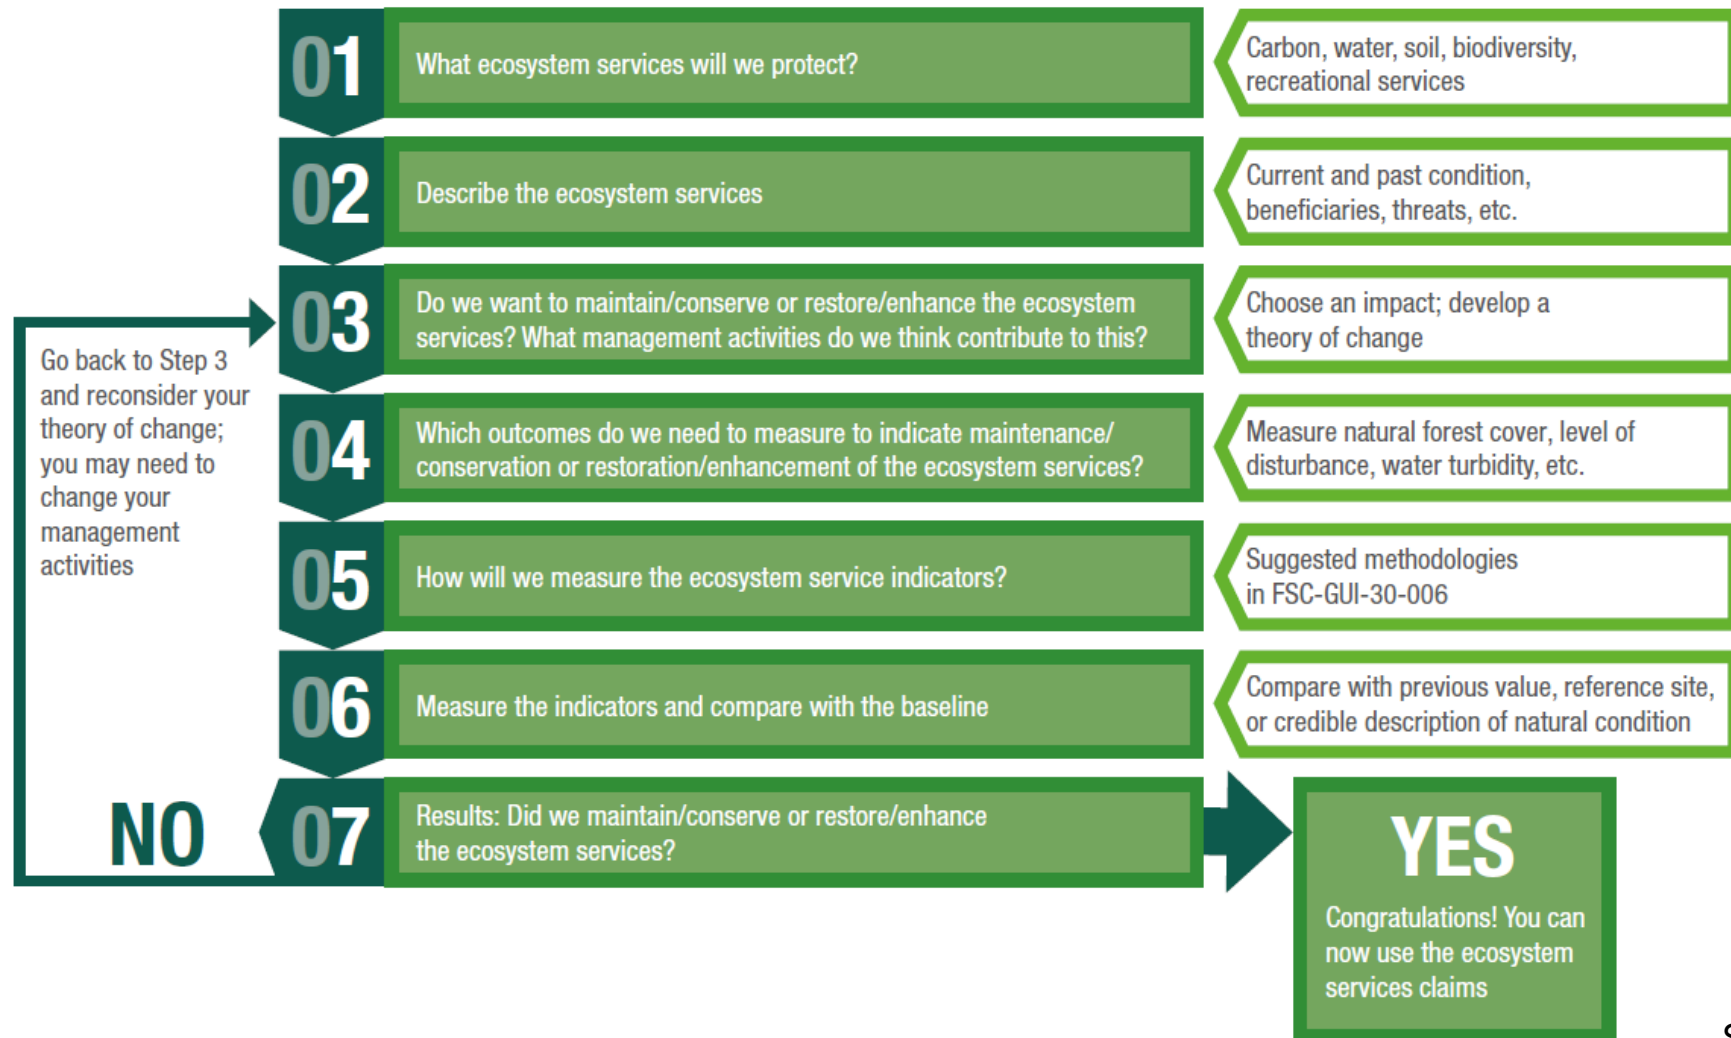 01
What ecosystem services will we protect?
Carbon, water, soil, biodiversity,
recreational services
02
Describe the ecosystem services
Current and past condition,
beneficiaries, threats, etc.
03
Do we want to maintain/conserve or restore/enhance the ecosystem
services? What management activities do we think contribute to this?
Choose an impact; develop a
theory of change
Go back to Step 3
and reconsider your
theory of change;
you may need to
change your
management
activities
04
Which outcomes do we need to measure to indicate maintenance/
conservation or restoration/enhancement of the ecosystem services?
Measure natural forest cover, level of
disturbance, water turbidity, etc.
05
How will we measure the ecosystem service indicators?
Suggested methodologies
in FSC-GUI-30-006
06
Measure the indicators and compare with the baseline
Compare with previous value, reference site,
or credible description of natural condition
NO
07
Results: Did we maintain/conserve or restore/enhance
the ecosystem services?
YES
Congratulations! You can
now use the ecosystem
services claims